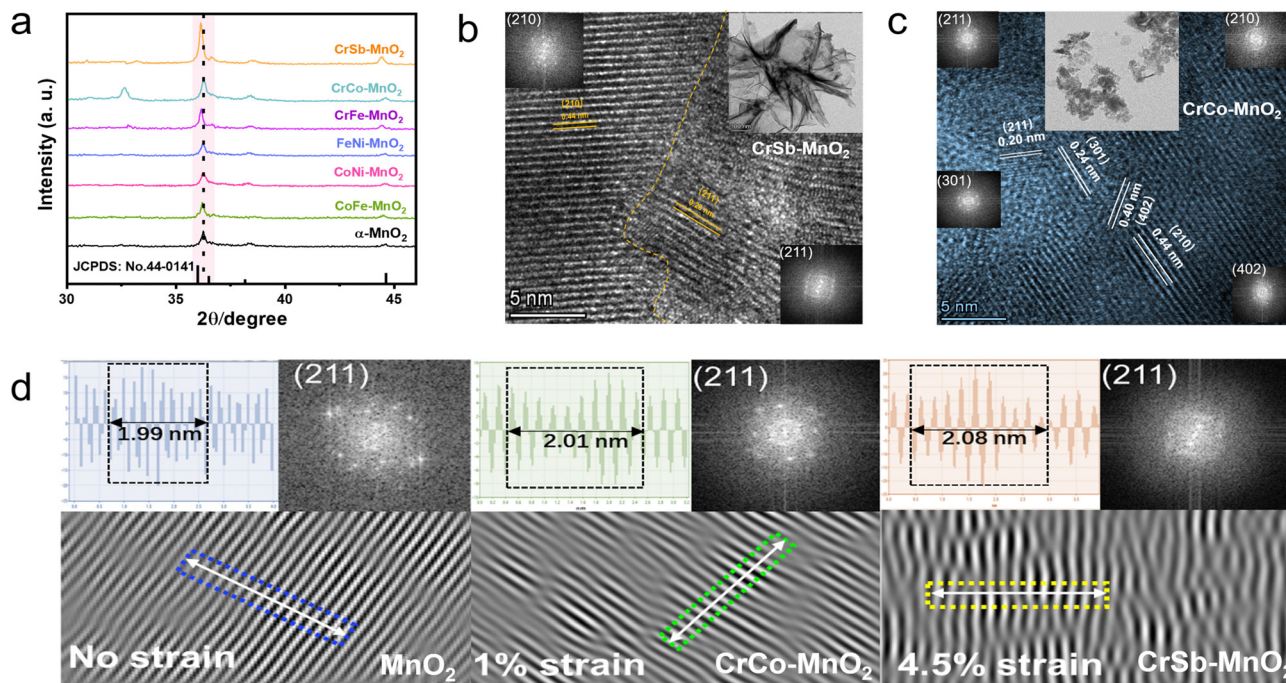 a
Intensity (a. u.)
CrSb-MnO₂
CrCo-MnO₂
CrFe-MnO₂
FeNi-MnO₂
CoNi-MnO₂
CoFe-MnO₂
α-MnO₂
JCPDS: No.44-0141
30 35 40 45
2θ/degree
b
(210)
(210)
0.44 nm
CrSb-MnO₂
(211)
(211)
5 nm
c
(211)
(210)
CrCo-MnO₂
(211)
0.20 nm
(301)
0.24 nm
(301)
0.40 nm
(402)
(210)
0.44 nm
(402)
5 nm
d
1.99 nm
(211)
2.01 nm
(211)
2.08 nm
(211)
No strain
MnO₂
1% strain
CrCo-MnO₂
4.5% strain
CrSb-MnO